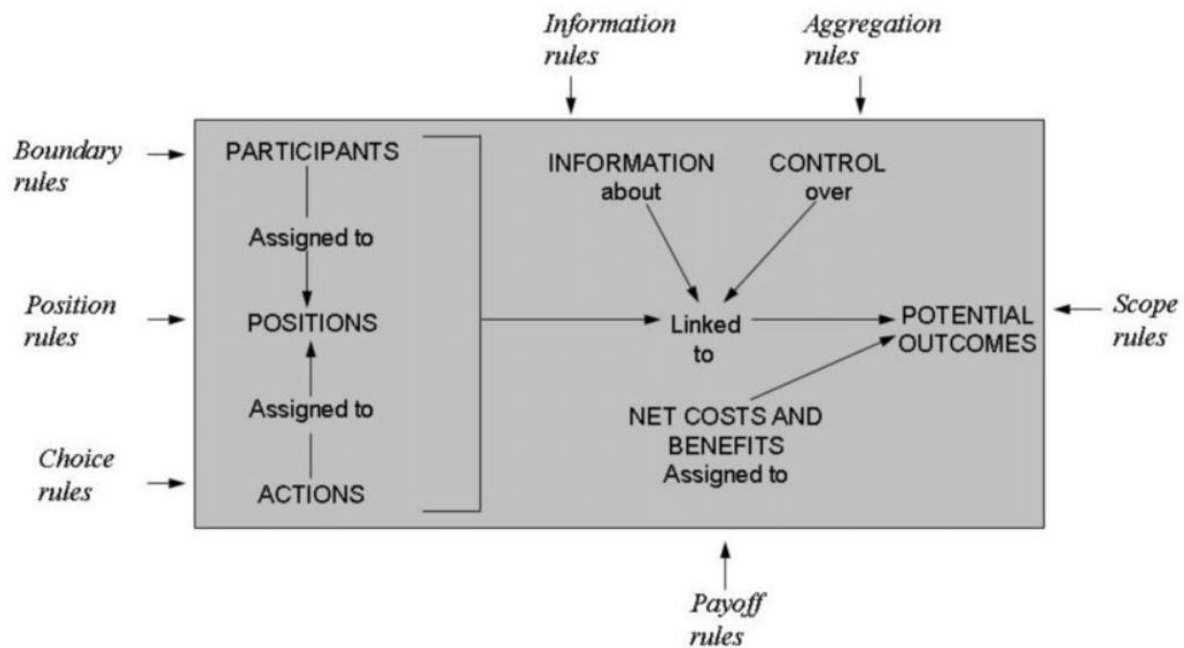 Information
rules
Aggregation
rules
Boundary
rules
PARTICIPANTS
Assigned to
INFORMATION
about
CONTROL
over
Position
rules
POSITIONS
Linked
to
POTENTIAL
OUTCOMES
Scope
rules
Assigned to
NET COSTS AND
BENEFITS
Assigned to
Choice
rules
ACTIONS
Payoff
rules